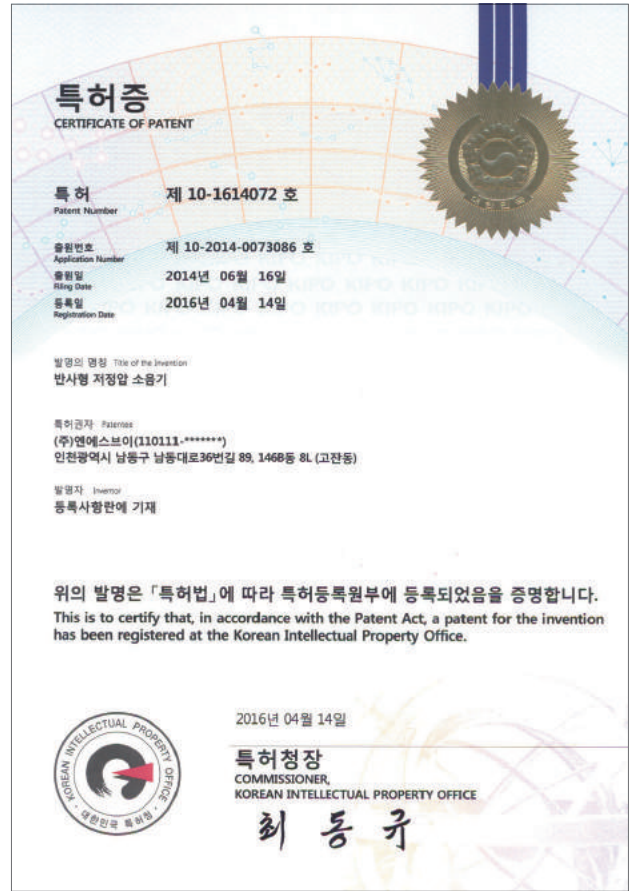 특허증
CERTIFICATE OF PATENT
특 허 제 10-1614072 호
Patent Number
출원번호 제 10-2014-0073086 호
Application Number
출원일 2014년 06월 16일
Filing Date
등록일 2016년 04월 14일
Registration Date
KIPO KIPO KIPO KIPO
발명의 명칭 Title of the Invention
반사형 저정압 소음기
특허권자 Patentee
(주)엔에스브이(110111-*******)
인천광역시 남동구 남동대로36번길 89, 146B동 8L (고잔동)
발명자 Inventor
등록사항란에 기재
위의 발명은 「특허법」에 따라 특허등록원부에 등록되었음을 증명합니다.
This is to certify that, in accordance with the Patent Act, a patent for the invention
has been registered at the Korean Intellectual Property Office.
2016년 04월 14일
특허청장
COMMISSIONER,
KOREAN INTELLECTUAL PROPERTY OFFICE
최동규
KOREAN INTELLECTUAL PROPERTY OFFICE
대한민국 특허청